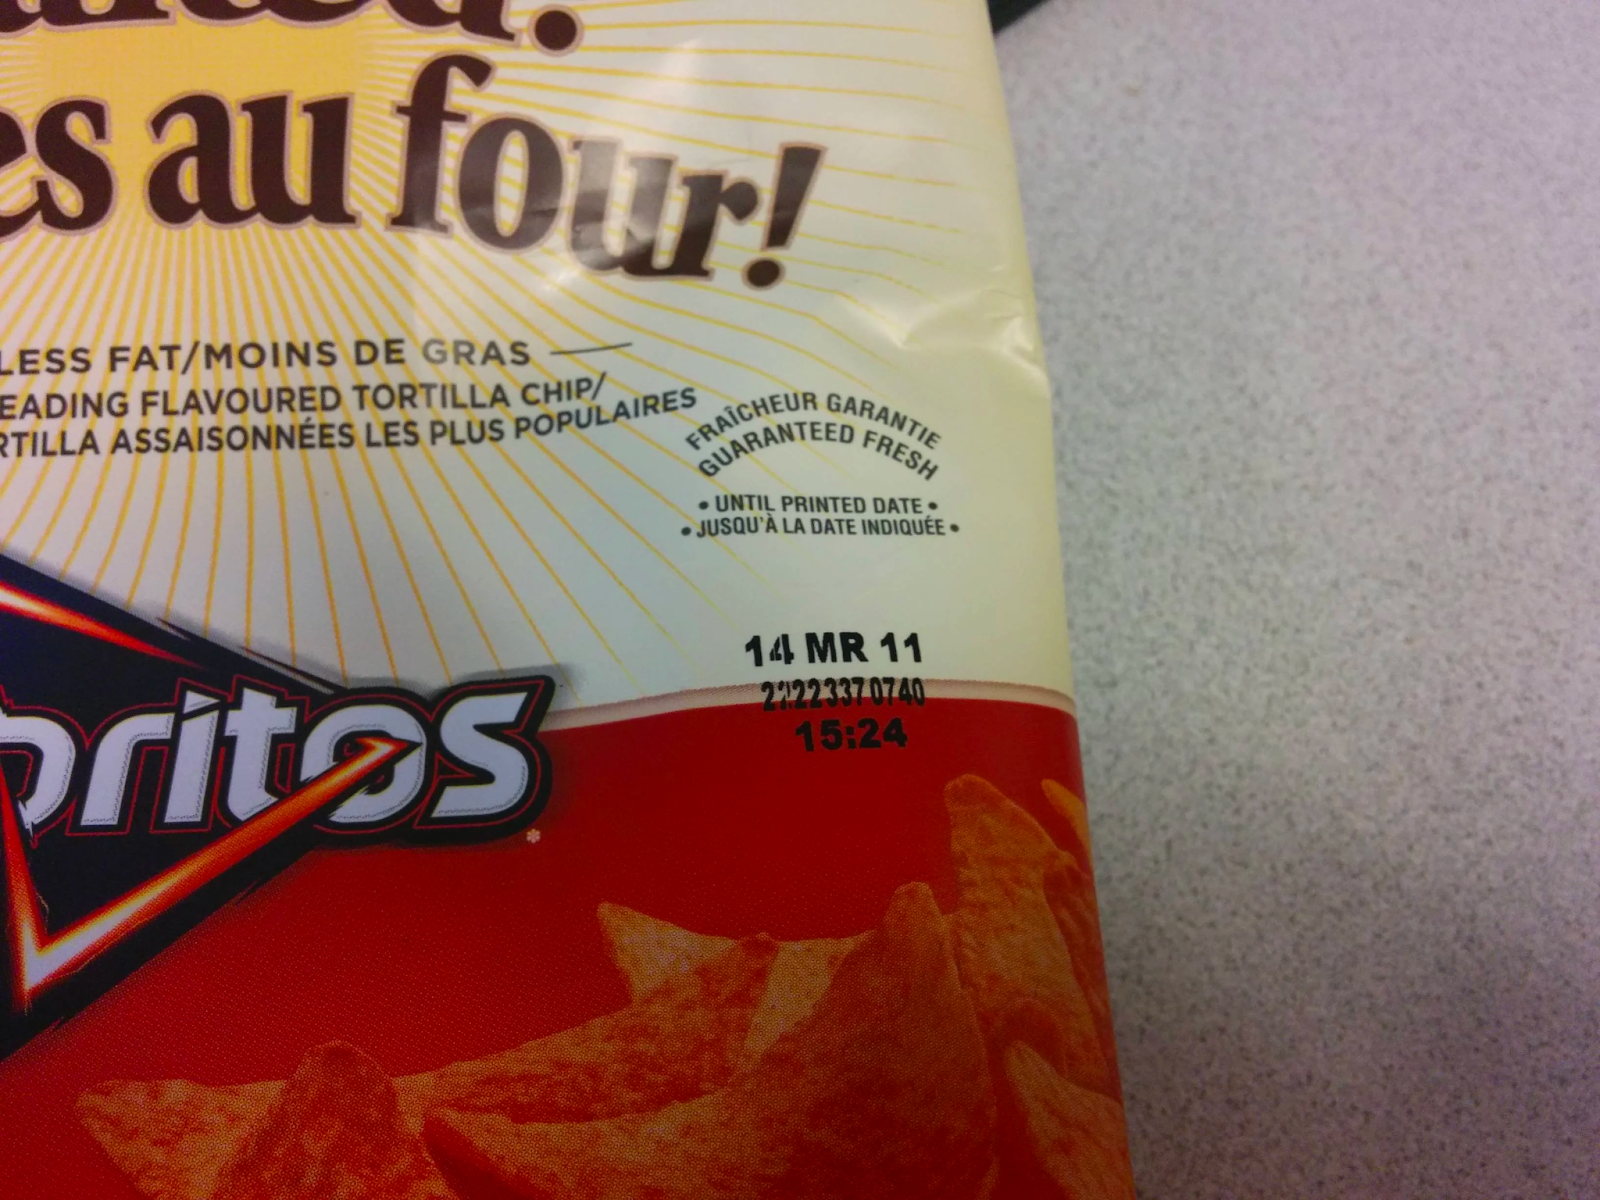 es au four!
LESS FAT/MOINS DE GRAS
EADING FLAVOURED TORTILLA CHIP/
RTILLA ASSAISONNÉES LES PLUS POPULAIRES
FRAÎCHEUR GARANTIE
GUARANTEED FRESH
• UNTIL PRINTED DATE •
• JUSQU'À LA DATE INDIQUÉE •
14 MR 11
15:24
oritos